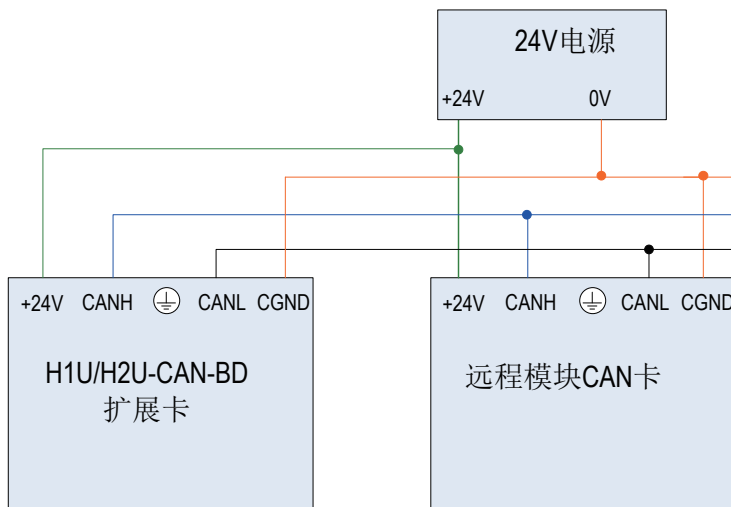 24V电源
+24V 0V
+24V CANH CANL CGND
H1U/H2U-CAN-BD
扩展卡
+24V CANH CANL CGND
远程模块CAN卡